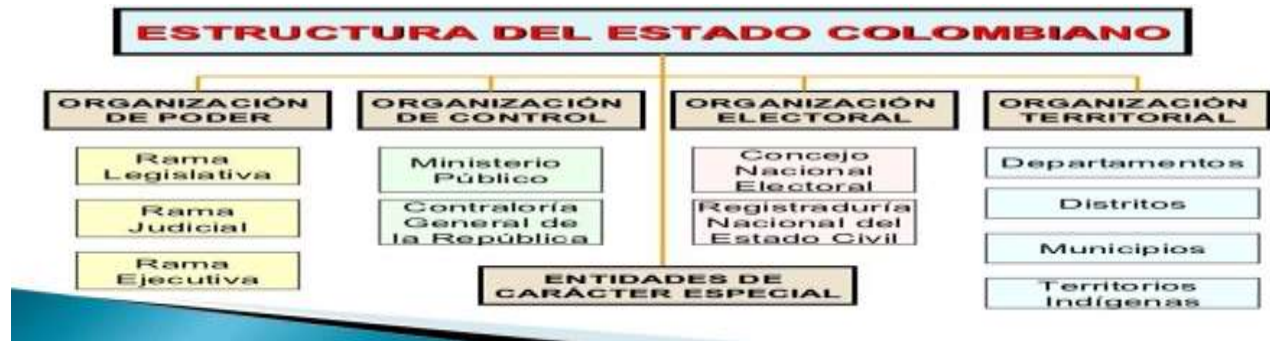 ESTRUCTURA DEL ESTADO COLOMBIANO
ORGANIZACIÓN
DE PODER
Rama
Legislativa
Rama
Judicial
Rama
Ejecutiva
ORGANIZACIÓN
DE CONTROL
Ministerio
Público
Contraloría
General de
la República
ORGANIZACIÓN
ELECTORAL
Concejo
Nacional
Electoral
Registraduría
Nacional del
Estado Civil
ORGANIZACIÓN
TERRITORIAL
Departamentos
Distritos
Municipios
Territorios
Indígenas
ENTIDADES DE
CARÁCTER ESPECIAL